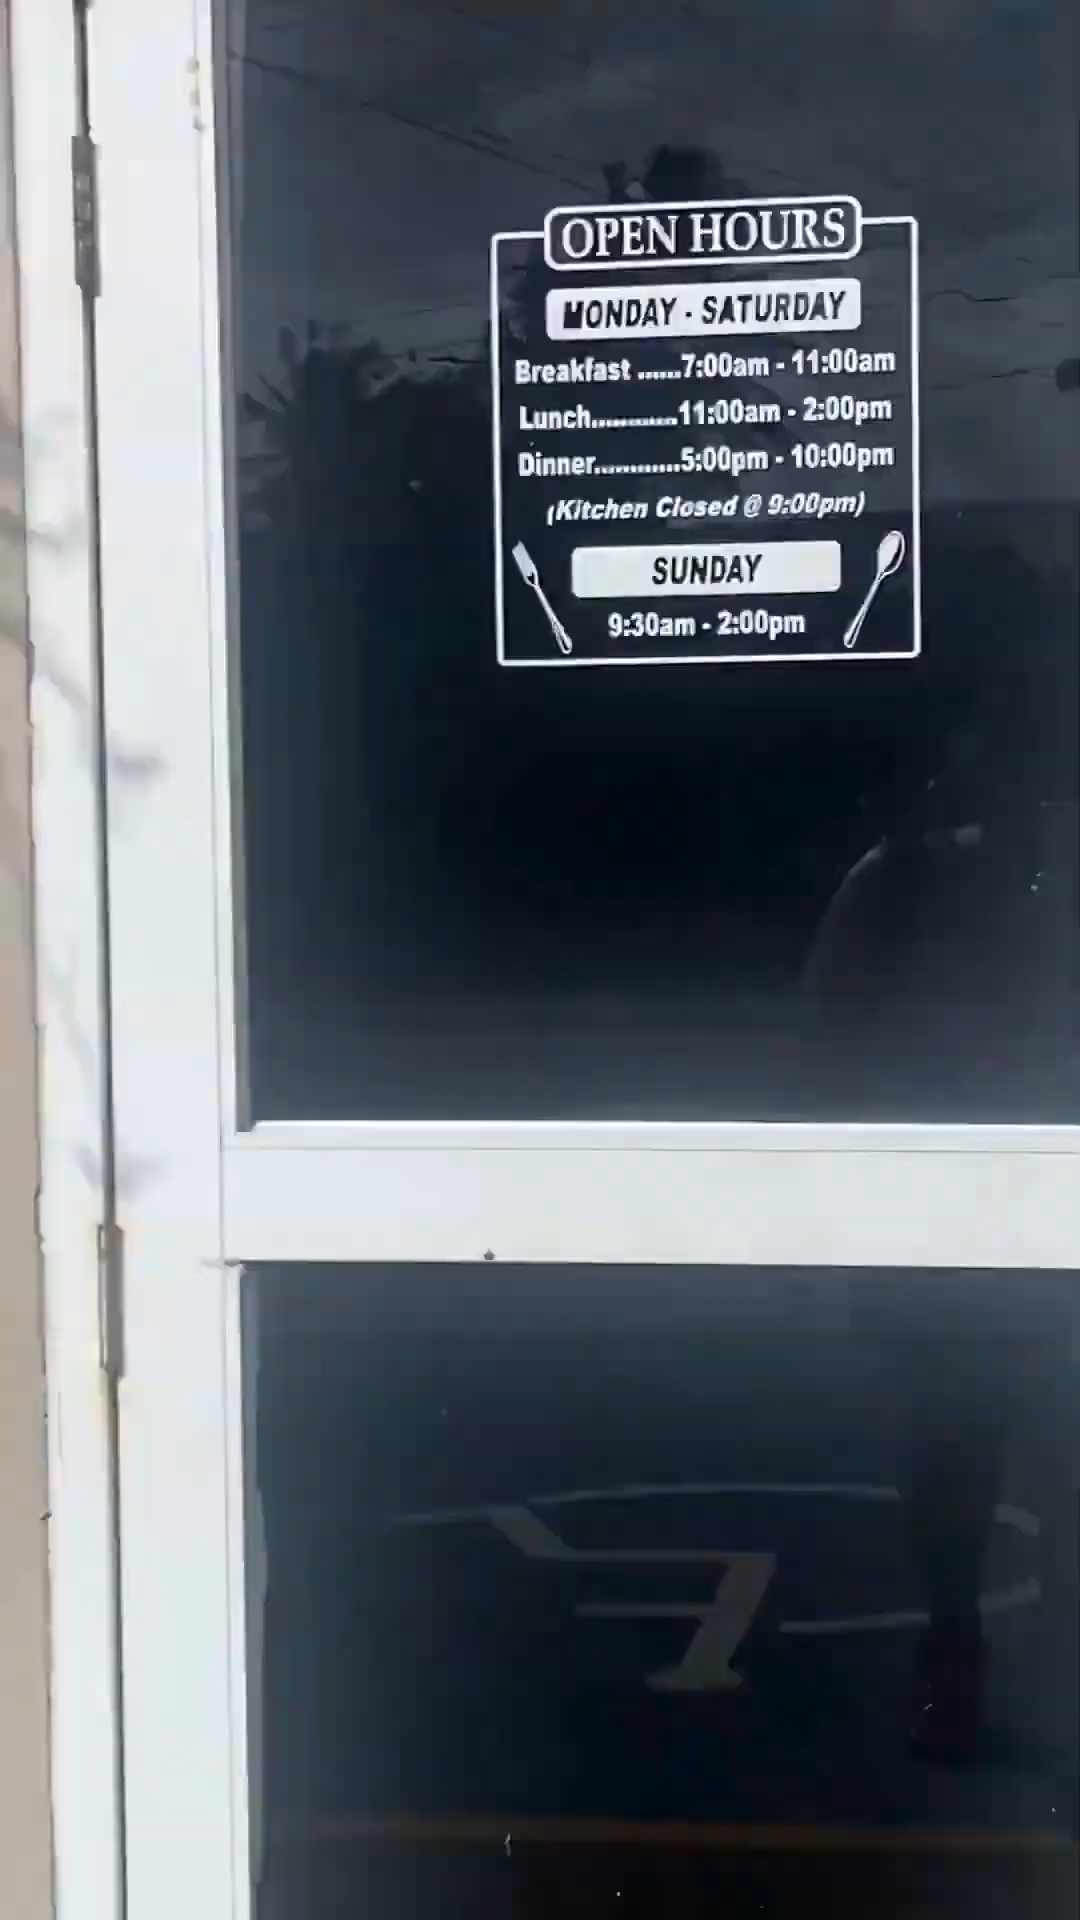 OPEN HOURS
MONDAY - SATURDAY
Breakfast ......7:00am - 11:00am
Lunch............11:00am - 2:00pm
Dinner............5:00pm - 10:00pm
(Kitchen Closed @ 9:00pm)
SUNDAY
9:30am - 2:00pm